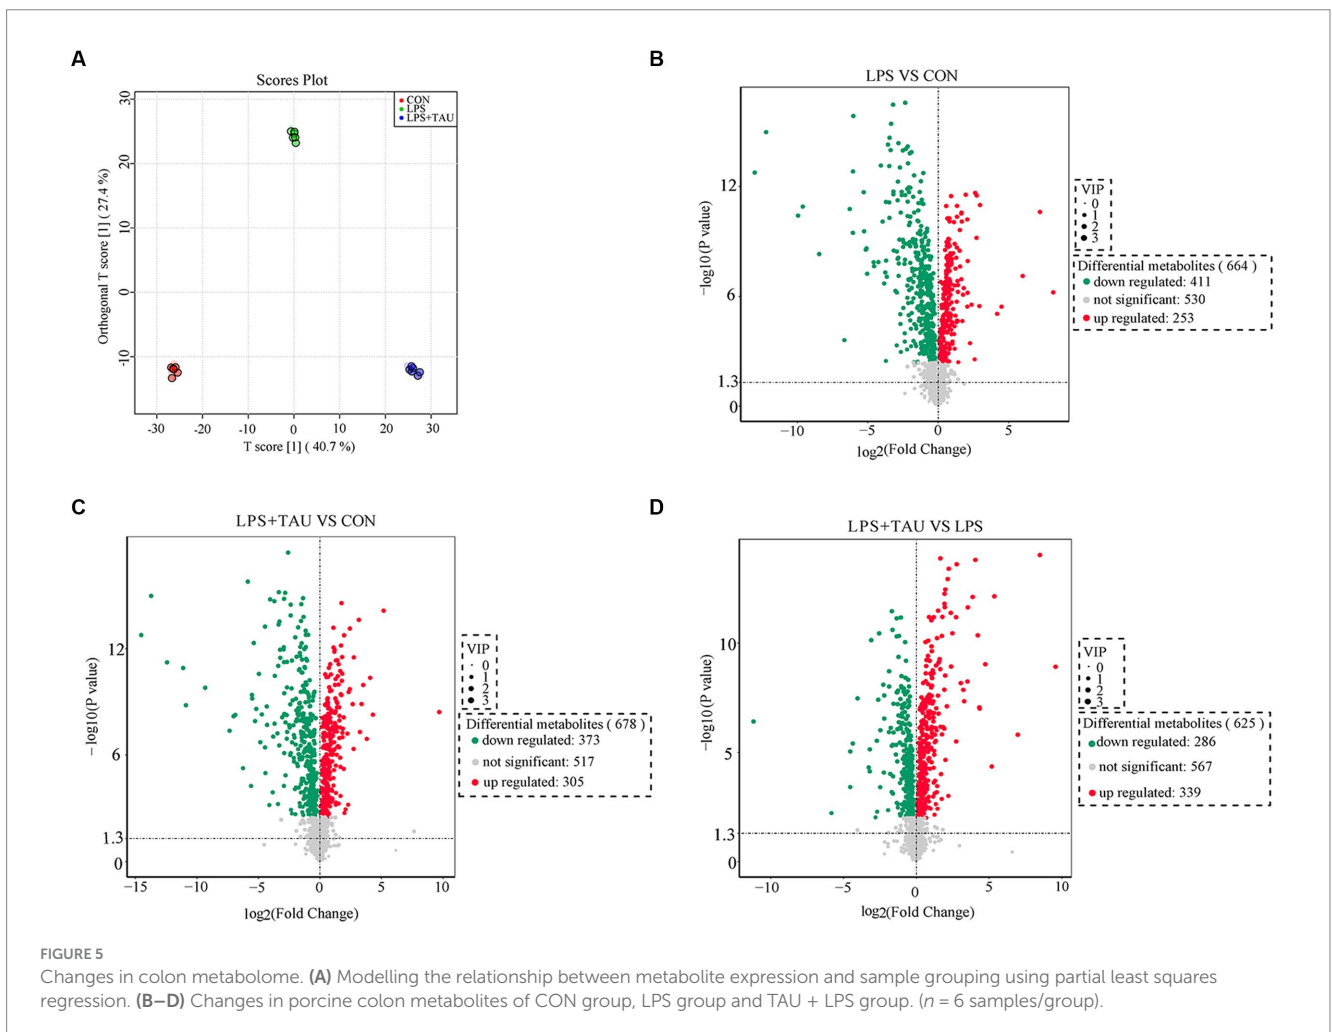 A
Scores Plot
CON
LPS
LPS+TAU
Orthogonal T score [1] ( 27.4 %)
30
20
10
0
-10
-30 -20 -10 0 10 20 30
T score [1] ( 40.7 %)
B
LPS VS CON
−log10 (P value)
12
6
1.3
0
−10 −5 0 5
log2(Fold Change)
VIP
0
1
2
3
Differential metabolites ( 664 )
down regulated: 411
not significant: 530
up regulated: 253
C
LPS+TAU VS CON
−log10 (P value)
12
6
1.3
0
−15 −10 −5 0 5 10
log2(Fold Change)
VIP
0
1
2
3
Differential metabolites ( 678 )
down regulated: 373
not significant: 517
up regulated: 305
D
LPS+TAU VS LPS
−log10 (P value)
10
5
1.3
0
−10 −5 0 5 10
log2(Fold Change)
VIP
0
1
2
3
Differential metabolites ( 625 )
down regulated: 286
not significant: 567
up regulated: 339
FIGURE 5
Changes in colon metabolome. (A) Modelling the relationship between metabolite expression and sample grouping using partial least squares
regression. (B–D) Changes in porcine colon metabolites of CON group, LPS group and TAU + LPS group. (n = 6 samples/group).